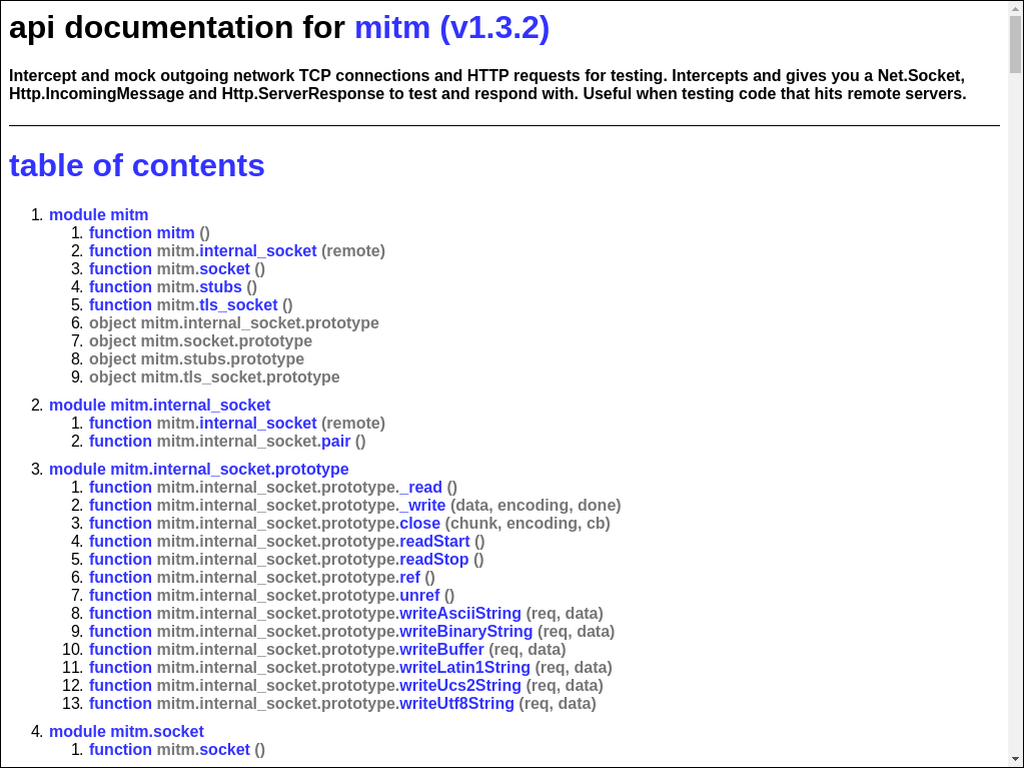 api documentation for mitm (v1.3.2)
Intercept and mock outgoing network TCP connections and HTTP requests for testing. Intercepts and gives you a Net.Socket,
Http.IncomingMessage and Http.ServerResponse to test and respond with. Useful when testing code that hits remote servers.
table of contents
1. module mitm
1. function mitm ()
2. function mitm.internal_socket (remote)
3. function mitm.socket ()
4. function mitm.stubs ()
5. function mitm.tls_socket ()
6. object mitm.internal_socket.prototype
7. object mitm.socket.prototype
8. object mitm.stubs.prototype
9. object mitm.tls_socket.prototype
2. module mitm.internal_socket
1. function mitm.internal_socket (remote)
2. function mitm.internal_socket.pair ()
3. module mitm.internal_socket.prototype
1. function mitm.internal_socket.prototype._read ()
2. function mitm.internal_socket.prototype._write (data, encoding, done)
3. function mitm.internal_socket.prototype.close (chunk, encoding, cb)
4. function mitm.internal_socket.prototype.readStart ()
5. function mitm.internal_socket.prototype.readStop ()
6. function mitm.internal_socket.prototype.ref ()
7. function mitm.internal_socket.prototype.unref ()
8. function mitm.internal_socket.prototype.writeAsciiString (req, data)
9. function mitm.internal_socket.prototype.writeBinaryString (req, data)
10. function mitm.internal_socket.prototype.writeBuffer (req, data)
11. function mitm.internal_socket.prototype.writeLatin1String (req, data)
12. function mitm.internal_socket.prototype.writeUcs2String (req, data)
13. function mitm.internal_socket.prototype.writeUtf8String (req, data)
4. module mitm.socket
1. function mitm.socket ()